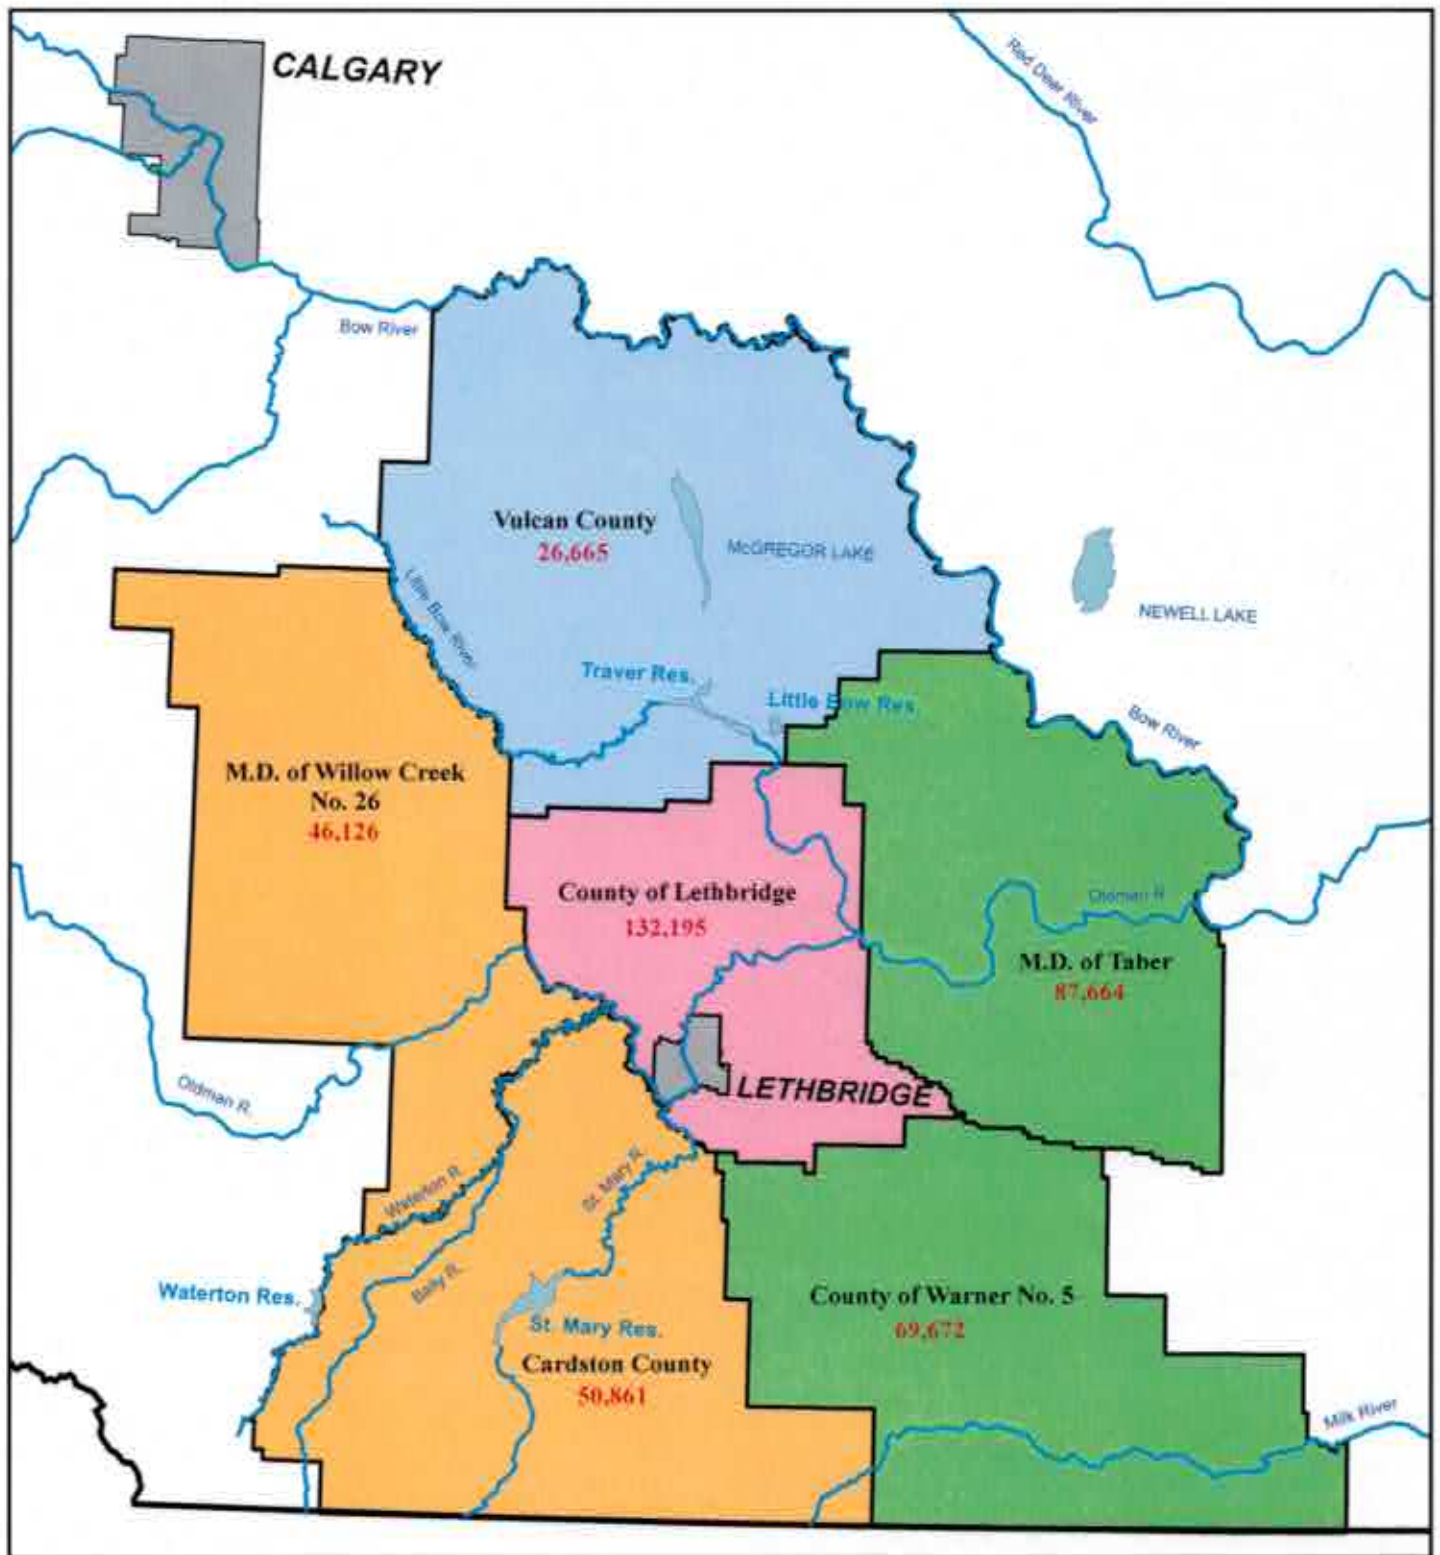 CALGARY
Red Deer River
Bow River
Vulcan County
26,665
McGREGOR LAKE
NEWELL LAKE
Little Bow River
Traver Res.
Little Bow Res
Bow River
M.D. of Willow Creek
No. 26
46,126
County of Lethbridge
132,195
Oldman R.
M.D. of Taber
87,664
LETHBRIDGE
Oldman R.
Waterton R.
St. Mary R.
Waterton Res.
Belly R.
St. Mary Res.
County of Warner No. 5
69,672
Cardston County
50,861
Milk River